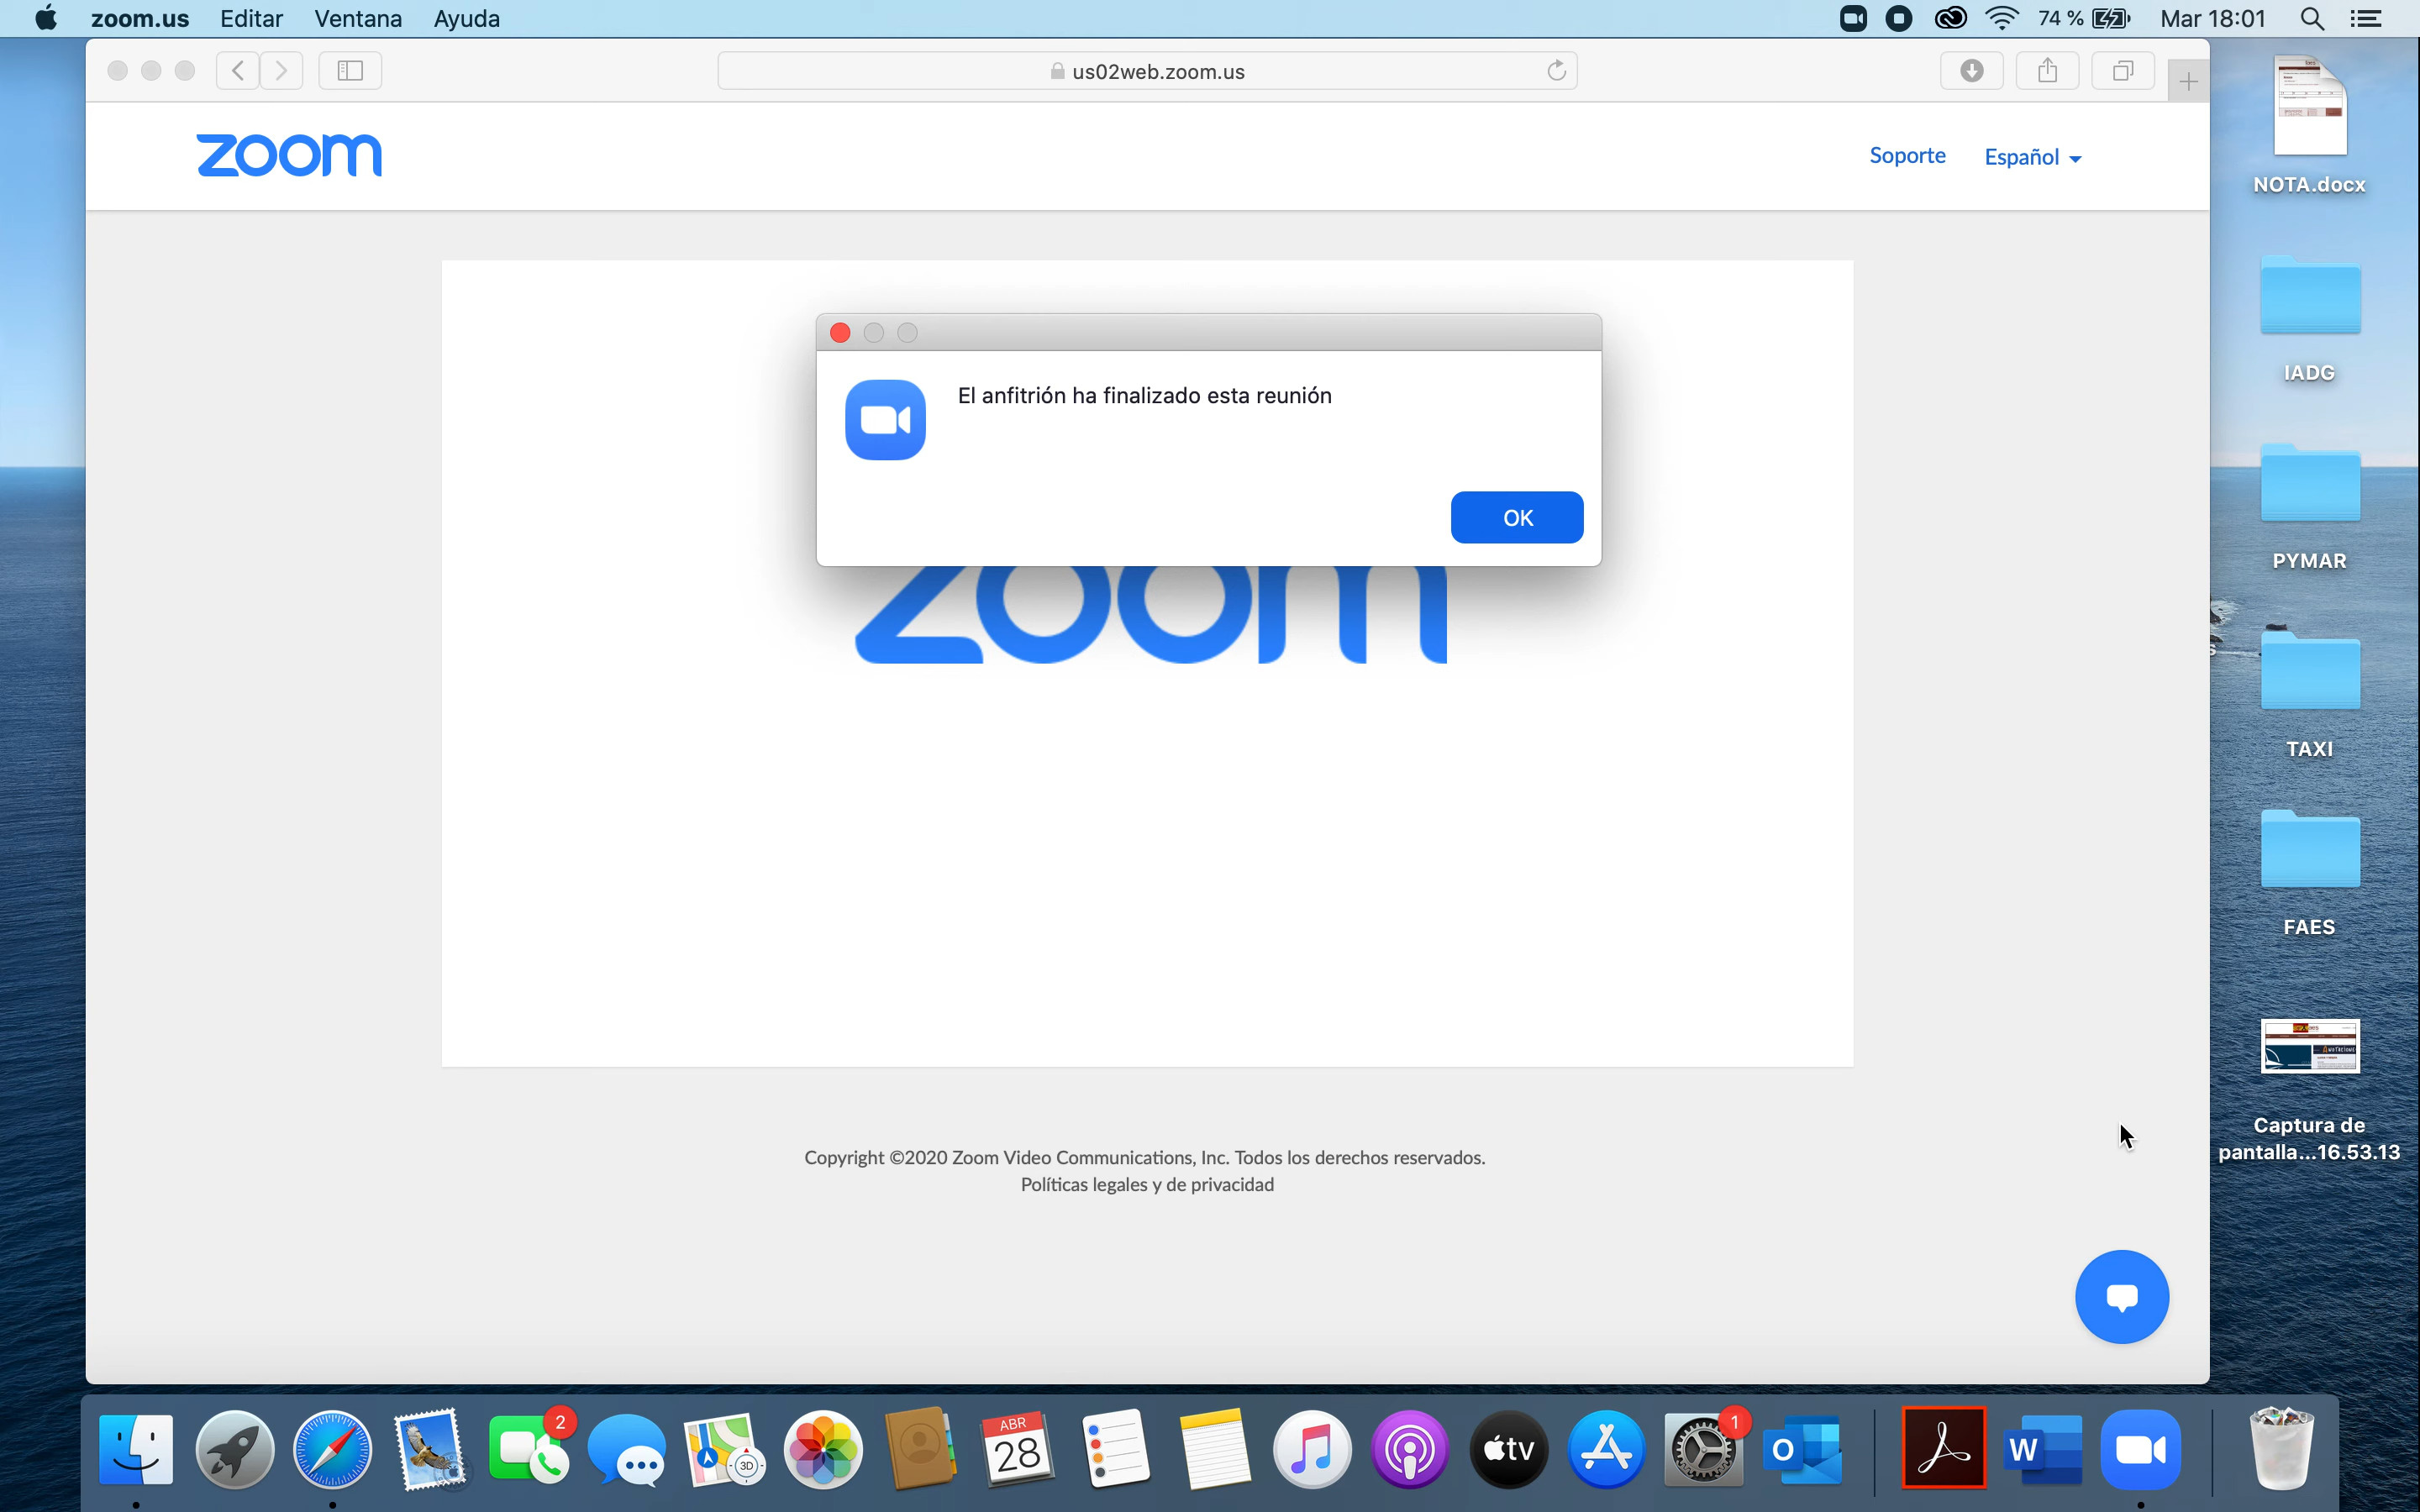 zoom.us Editar Ventana Ayuda
74 % Mar 18:01
us02web.zoom.us
zoom
Soporte Español
El anfitrión ha finalizado esta reunión
OK
zoom
Copyright ©2020 Zoom Video Communications, Inc. Todos los derechos reservados.
Políticas legales y de privacidad
NOTA.docx
IADG
PYMAR
TAXI
FAES
Captura de
pantalla...16.53.13
2
3D
ABR
28
tv
1
O
W